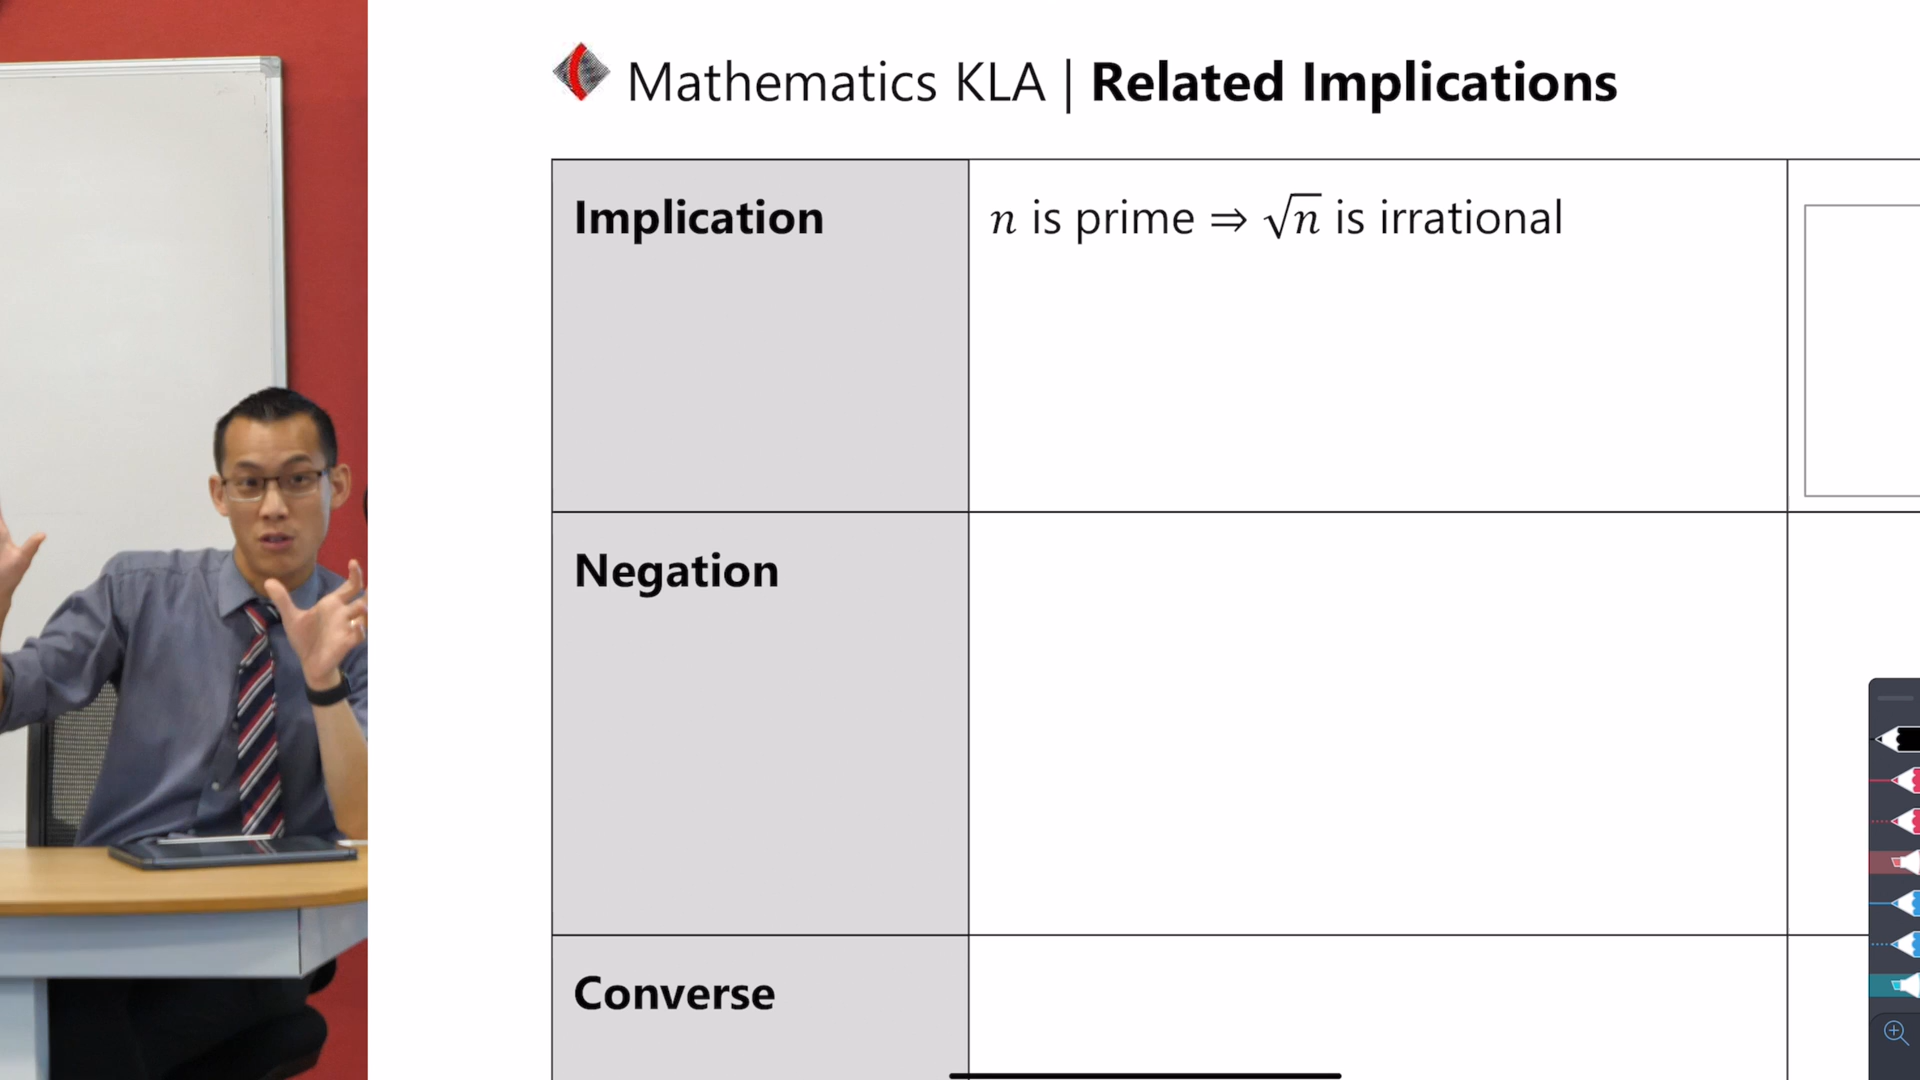 Mathematics KLA | Related Implications
Implication
n is prime ⇒ √n is irrational
Negation
Converse